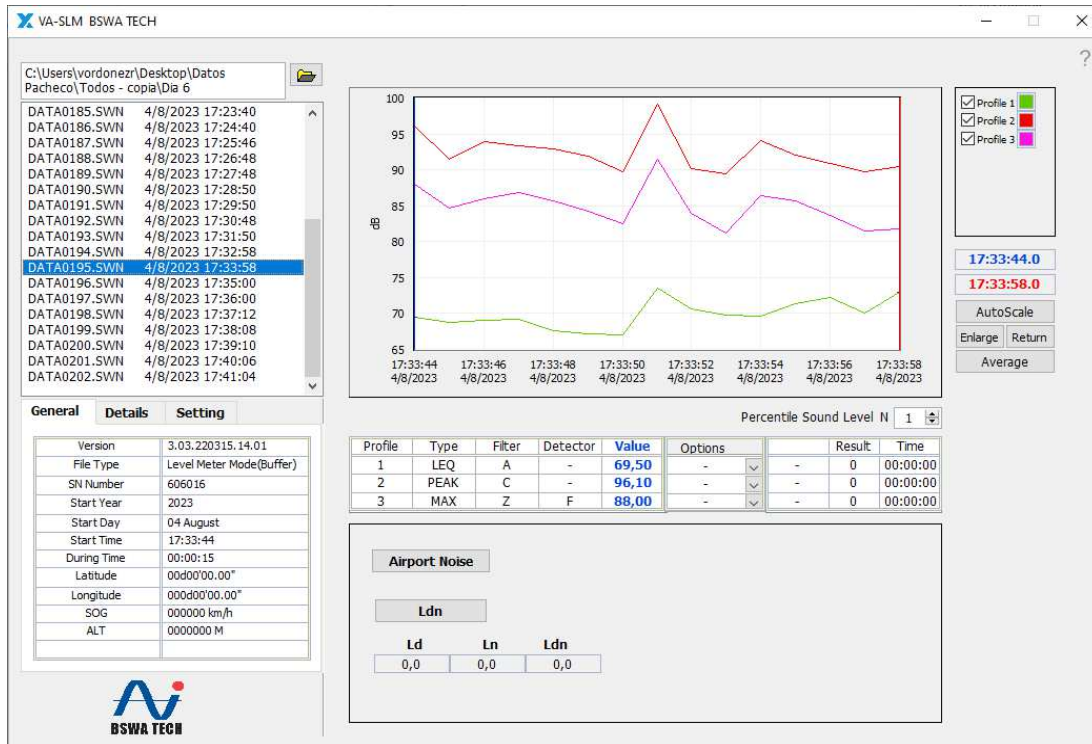 VA-SLM BSWA TECH
?
C:\Users\vordonezr\Desktop\Datos
Pacheco\Todos - copia\Dia 6
DATA0185.SWN 4/8/2023 17:23:40
DATA0186.SWN 4/8/2023 17:24:40
DATA0187.SWN 4/8/2023 17:25:46
DATA0188.SWN 4/8/2023 17:26:48
DATA0189.SWN 4/8/2023 17:27:48
DATA0190.SWN 4/8/2023 17:28:50
DATA0191.SWN 4/8/2023 17:29:50
DATA0192.SWN 4/8/2023 17:30:48
DATA0193.SWN 4/8/2023 17:31:50
DATA0194.SWN 4/8/2023 17:32:58
DATA0195.SWN 4/8/2023 17:33:58
DATA0196.SWN 4/8/2023 17:35:00
DATA0197.SWN 4/8/2023 17:36:00
DATA0198.SWN 4/8/2023 17:37:12
DATA0199.SWN 4/8/2023 17:38:08
DATA0200.SWN 4/8/2023 17:39:10
DATA0201.SWN 4/8/2023 17:40:06
DATA0202.SWN 4/8/2023 17:41:04
General Details Setting
Version 3.03.220315.14.01
File Type Level Meter Mode(Buffer)
SN Number 606016
Start Year 2023
Start Day 04 August
Start Time 17:33:44
During Time 00:00:15
Latitude 00d00'00.00"
Longitude 000d00'00.00"
SOG 000000 km/h
ALT 0000000 M
BSWA TECH
100
95
90
85
80
75
70
65
dB
17:33:44 17:33:46 17:33:48 17:33:50 17:33:52 17:33:54 17:33:56 17:33:58
4/8/2023 4/8/2023 4/8/2023 4/8/2023 4/8/2023 4/8/2023 4/8/2023 4/8/2023
Profile 1
Profile 2
Profile 3
17:33:44.0
17:33:58.0
AutoScale
Enlarge Return
Average
Percentile Sound Level N 1
Profile Type Filter Detector Value Options Result Time
1 LEQ A - 69,50 - - 0 00:00:00
2 PEAK C - 96,10 - - 0 00:00:00
3 MAX Z F 88,00 - - 0 00:00:00
Airport Noise
Ldn
Ld Ln Ldn
0,0 0,0 0,0